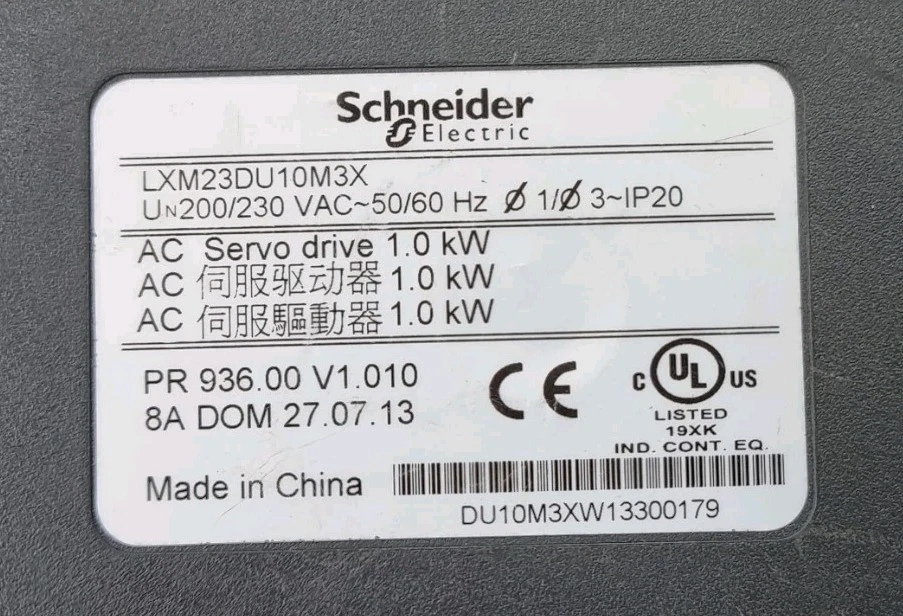 Schneider
Electric
LXM23DU10M3X
UN200/230 VAC~50/60 Hz Ø 1/Ø 3~IP20
AC Servo drive 1.0 kW
AC 伺服驱动器 1.0 kW
AC 伺服驅動器 1.0 kW
PR 936.00 V1.010
8A DOM 27.07.13
CE
C UL US
LISTED
19XK
IND. CONT. EQ.
Made in China
DU10M3XW13300179